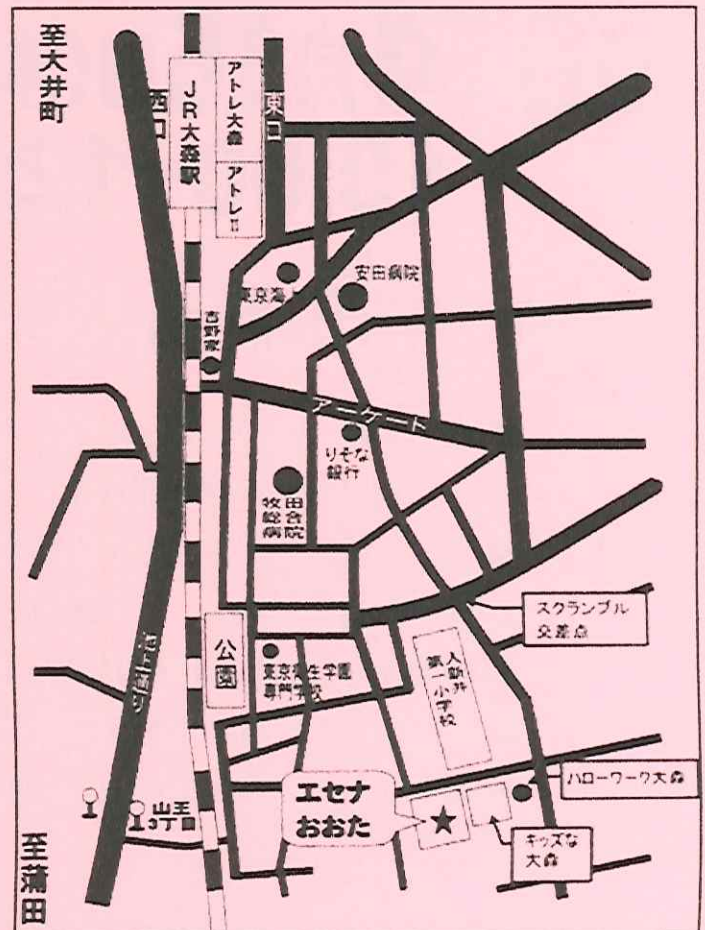 至大井町
西口
JR大森駅
アトレ大森
アトレⅡ
東口
東京海上
安田病院
吉野家
アーケード
りそな
銀行
牧田
総合
病院
スクランブル
交差点
公園
東京衛生学園
専門学校
入新井
第一小学校
池上通り
エセナ
おおた
ハローワーク大森
キッズな
大森
山王
3丁目
至蒲田